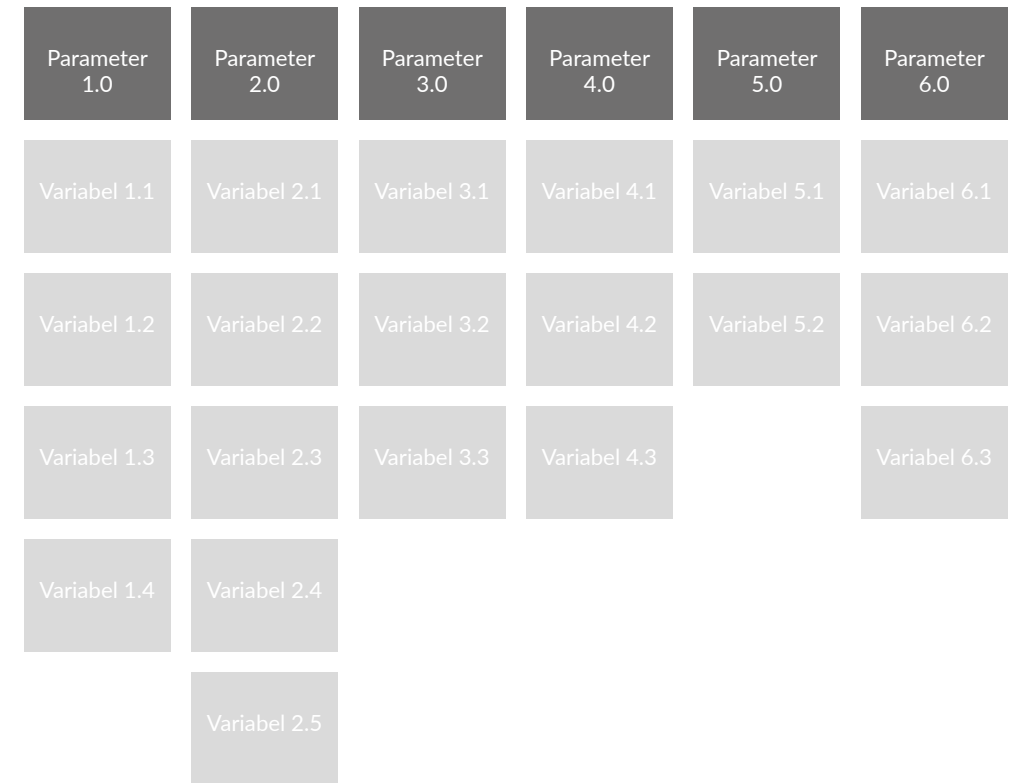 Parameter
1.0
Parameter
2.0
Parameter
3.0
Parameter
4.0
Parameter
5.0
Parameter
6.0
Variabel 1.1
Variabel 2.1
Variabel 3.1
Variabel 4.1
Variabel 5.1
Variabel 6.1
Variabel 1.2
Variabel 2.2
Variabel 3.2
Variabel 4.2
Variabel 5.2
Variabel 6.2
Variabel 1.3
Variabel 2.3
Variabel 3.3
Variabel 4.3
Variabel 6.3
Variabel 1.4
Variabel 2.4
Variabel 2.5